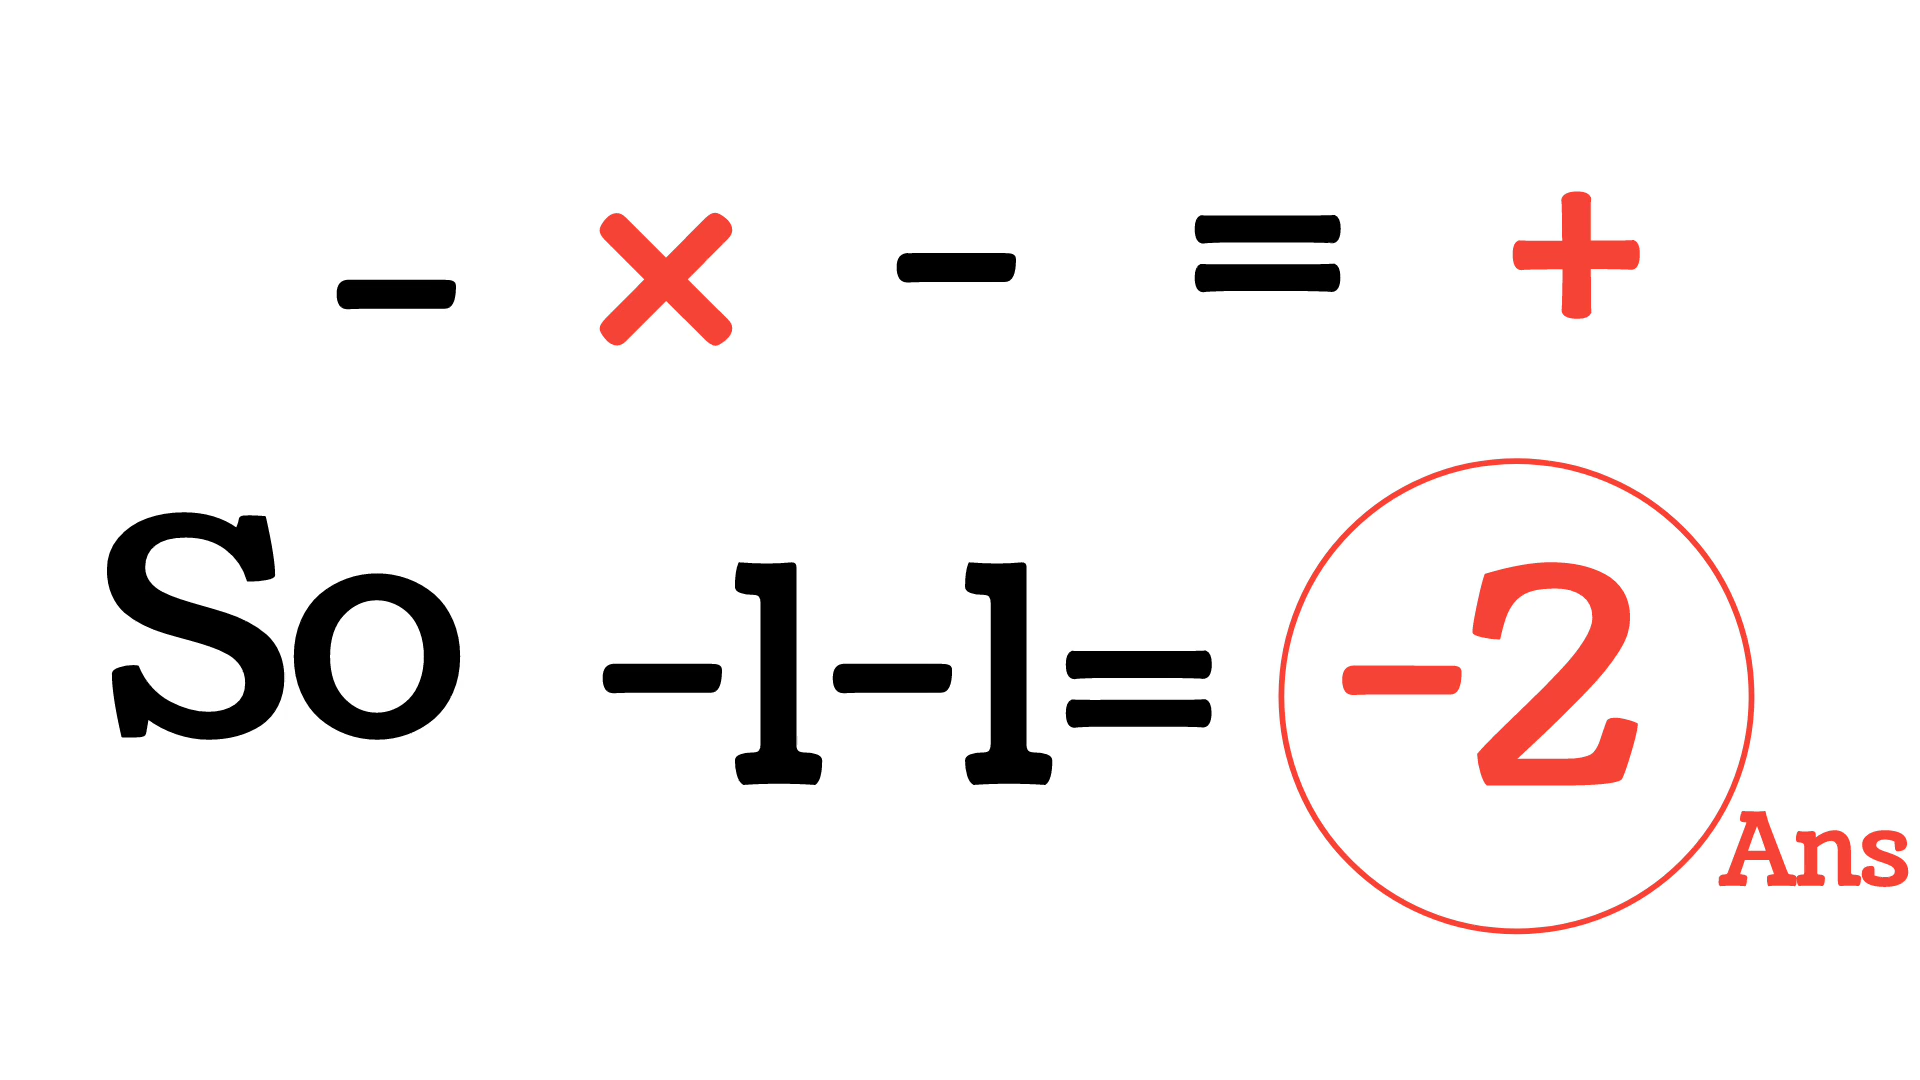 - × - = +
So -1-1= -2
Ans